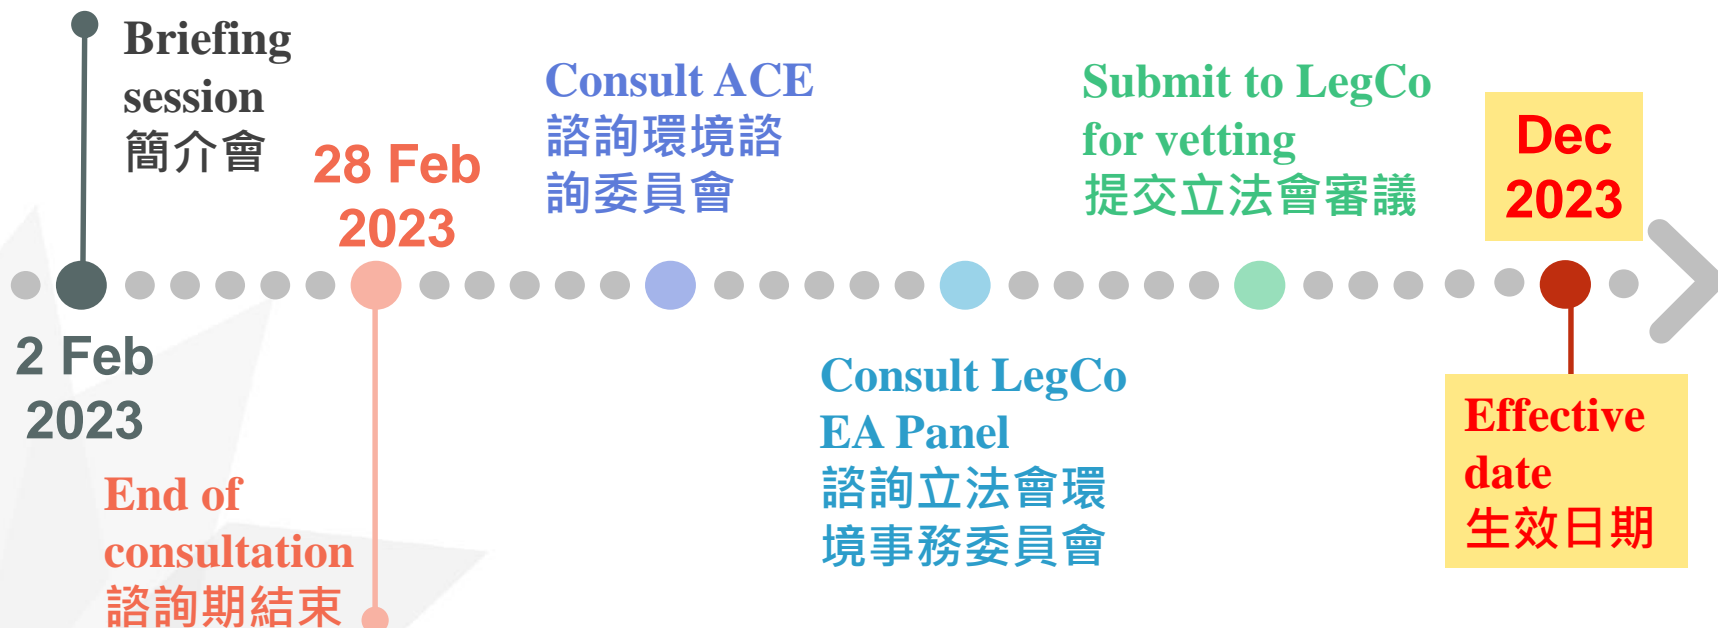 Briefing
session
簡介會
2 Feb
2023
28 Feb
2023
End of
consultation
諮詢期結束
Consult ACE
諮詢環境諮
詢委員會
Consult LegCo
EA Panel
諮詢立法會環
境事務委員會
Submit to LegCo
for vetting
提交立法會審議
Dec
2023
Effective
date
生效日期